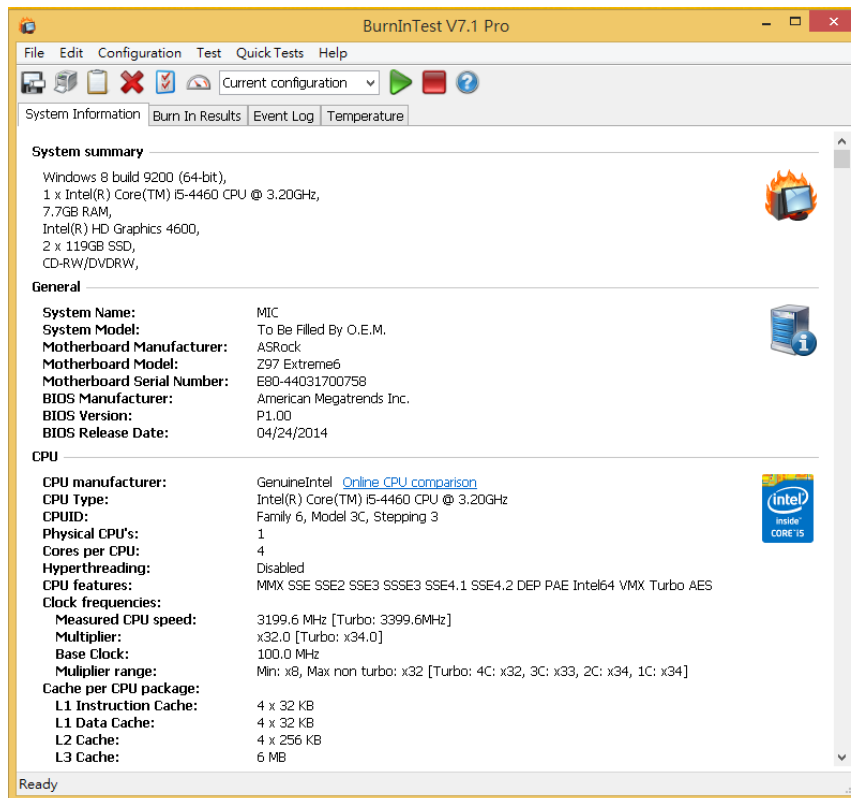 BurnInTest V7.1 Pro
File Edit Configuration Test Quick Tests Help
Current configuration
System Information Burn In Results Event Log Temperature
System summary
Windows 8 build 9200 (64-bit),
1 x Intel(R) Core(TM) i5-4460 CPU @ 3.20GHz,
7.7GB RAM,
Intel(R) HD Graphics 4600,
2 x 119GB SSD,
CD-RW/DVDRW,
General
System Name: MIC
System Model: To Be Filled By O.E.M.
Motherboard Manufacturer: ASRock
Motherboard Model: Z97 Extreme6
Motherboard Serial Number: E80-44031700758
BIOS Manufacturer: American Megatrends Inc.
BIOS Version: P1.00
BIOS Release Date: 04/24/2014
CPU
CPU manufacturer: GenuineIntel Online CPU comparison
CPU Type: Intel(R) Core(TM) i5-4460 CPU @ 3.20GHz
CPUID: Family 6, Model 3C, Stepping 3
Physical CPU's: 1
Cores per CPU: 4
Hyperthreading: Disabled
CPU features: MMX SSE SSE2 SSE3 SSSE3 SSE4.1 SSE4.2 DEP PAE Intel64 VMX Turbo AES
Clock frequencies:
Measured CPU speed: 3199.6 MHz [Turbo: 3399.6MHz]
Multiplier: x32.0 [Turbo: x34.0]
Base Clock: 100.0 MHz
Muliplier range: Min: x8, Max non turbo: x32 [Turbo: 4C: x32, 3C: x33, 2C: x34, 1C: x34]
Cache per CPU package:
L1 Instruction Cache: 4 x 32 KB
L1 Data Cache: 4 x 32 KB
L2 Cache: 4 x 256 KB
L3 Cache: 6 MB
intel
inside
CORE i5
Ready